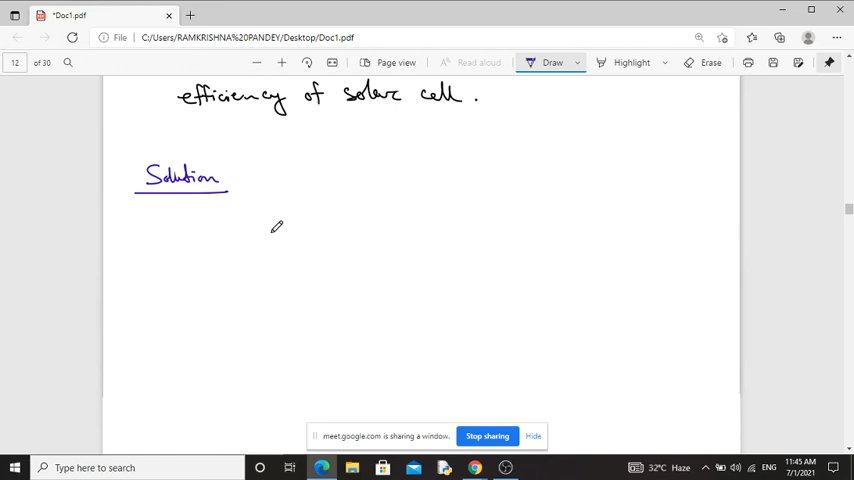 *Doc1.pdf
File C:/Users/RAMKRISHNA%20PANDEY/Desktop/Doc1.pdf
12 of 30 Page view Read aloud Draw Highlight Erase
efficiency of solar cell.
Solution
meet.google.com is sharing a window. Stop sharing Hide
Type here to search 32°C Haze ENG 11:45 AM
7/1/2021